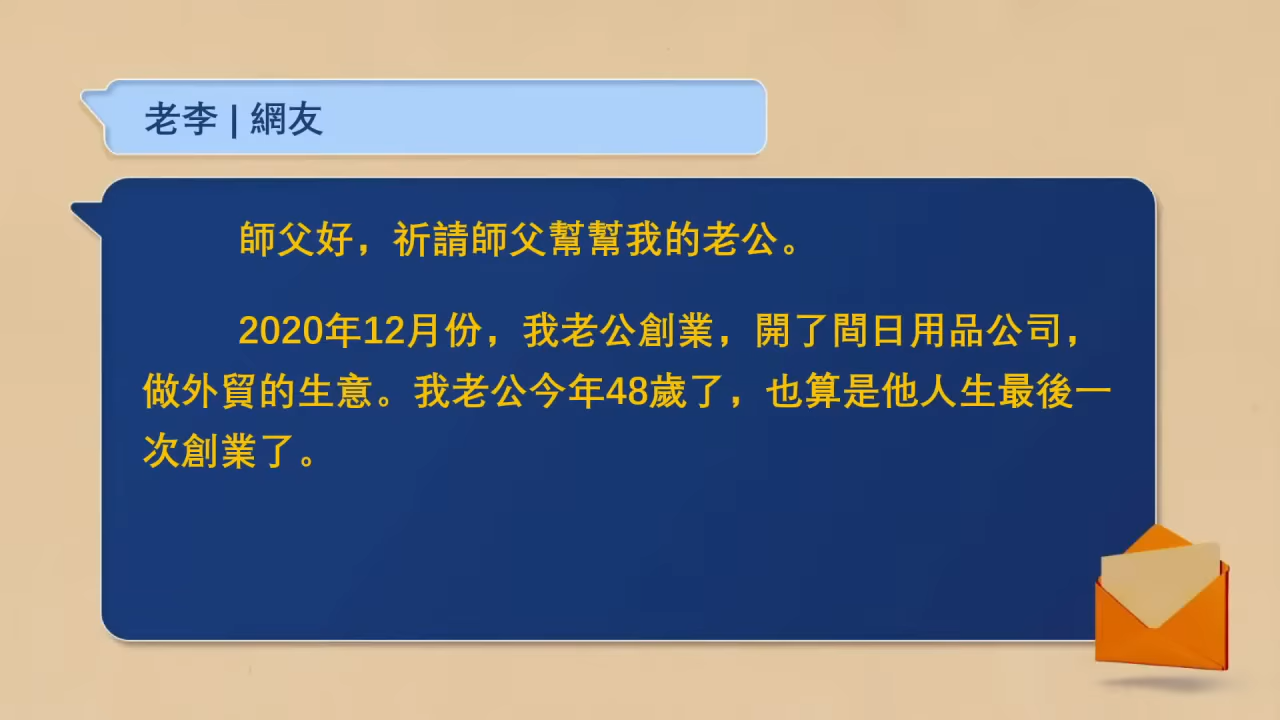 老李 | 網友
師父好，祈請師父幫幫我的老公。
2020年12月份，我老公創業，開了間日用品公司，
做外貿的生意。我老公今年48歲了，也算是他人生最後一
次創業了。